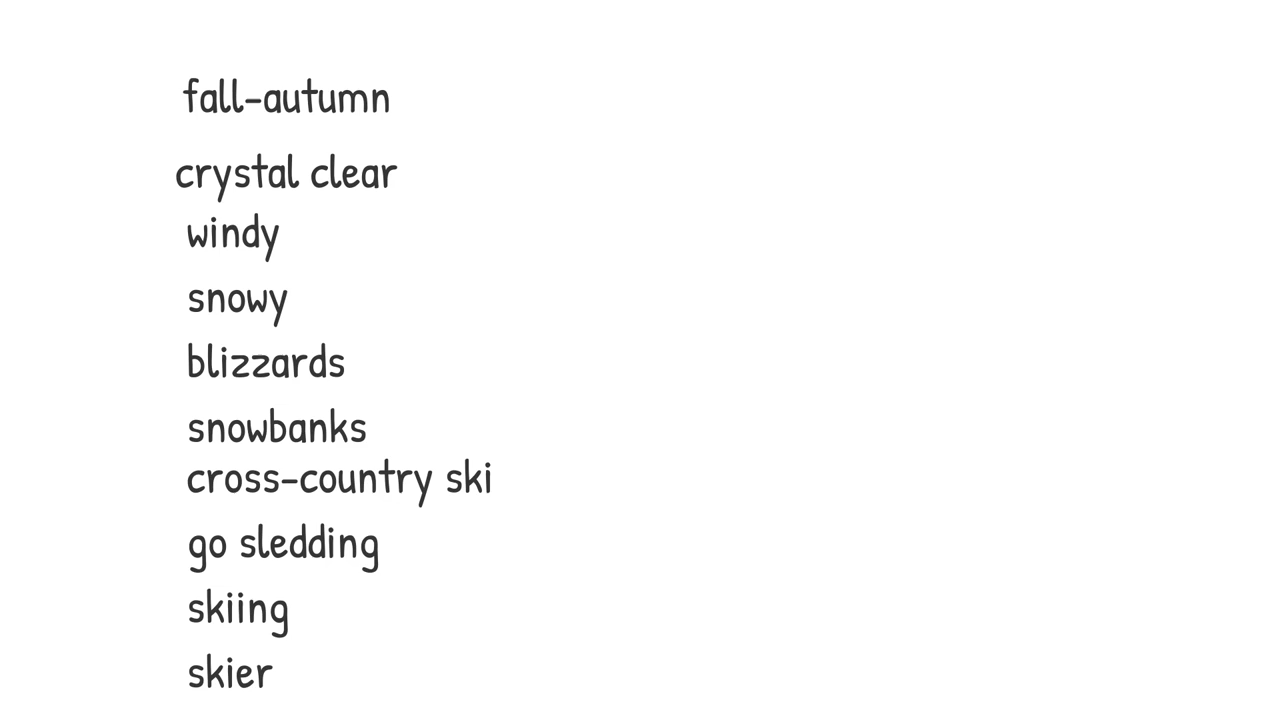 fall-autumn
crystal clear
windy
snowy
blizzards
snowbanks
cross-country ski
go sledding
skiing
skier